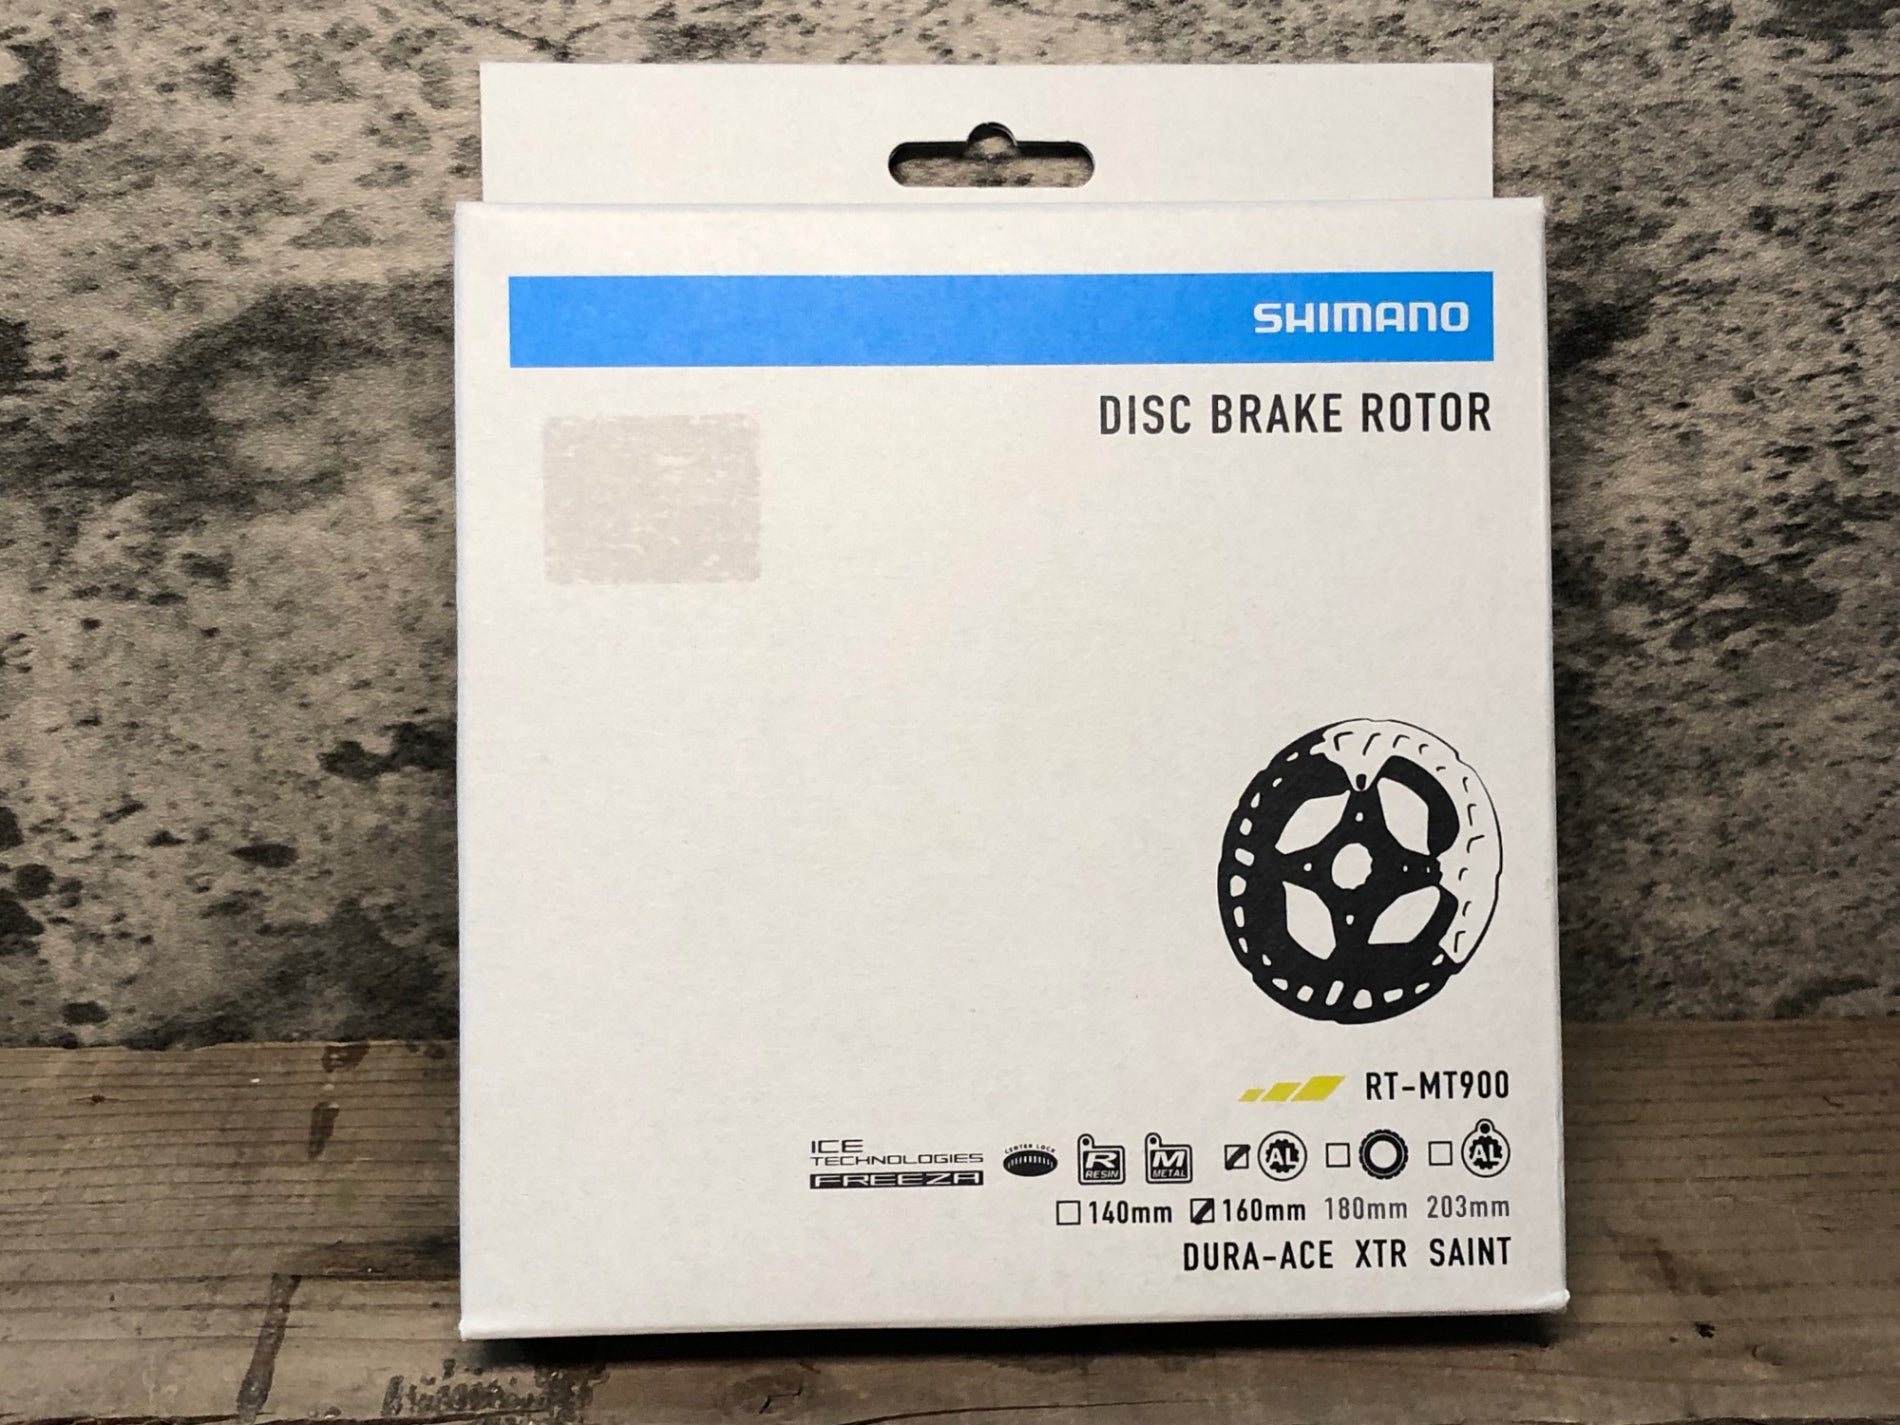 SHIMANO
DISC BRAKE ROTOR
RT-MT900
ICE
TECHNOLOGIES
FREEZA
CENTER LOCK
R
RESIN
M
METAL
AL
AL
140mm 160mm 180mm 203mm
DURA-ACE XTR SAINT